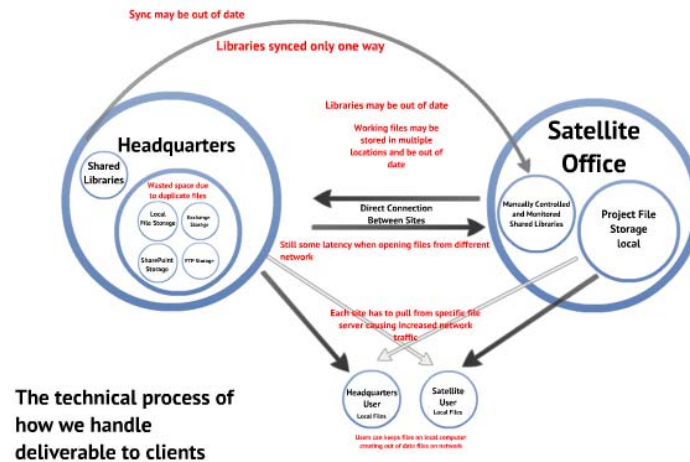 Sync may be out of date
Libraries synced only one way
Libraries may be out of date
Working files may be
stored in multiple
locations and be out of
date
Headquarters
Shared
Libraries
Wasted space due
to duplicate files
Local
File Storage
Exchange
Storage
SharePoint
Storage
FTP Storage
Direct Connection
Between Sites
Still some latency when opening files from different
network
Satellite
Office
Manually Controlled
and Monitored
Shared Libraries
Project File
Storage
local
Each site has to pull from specific file
server causing increased network
traffic
Headquarters
User
Local Files
Satellite
User
Local Files
Users can keeps files on local computer
creating out of date files on network
The technical process of
how we handle
deliverable to clients